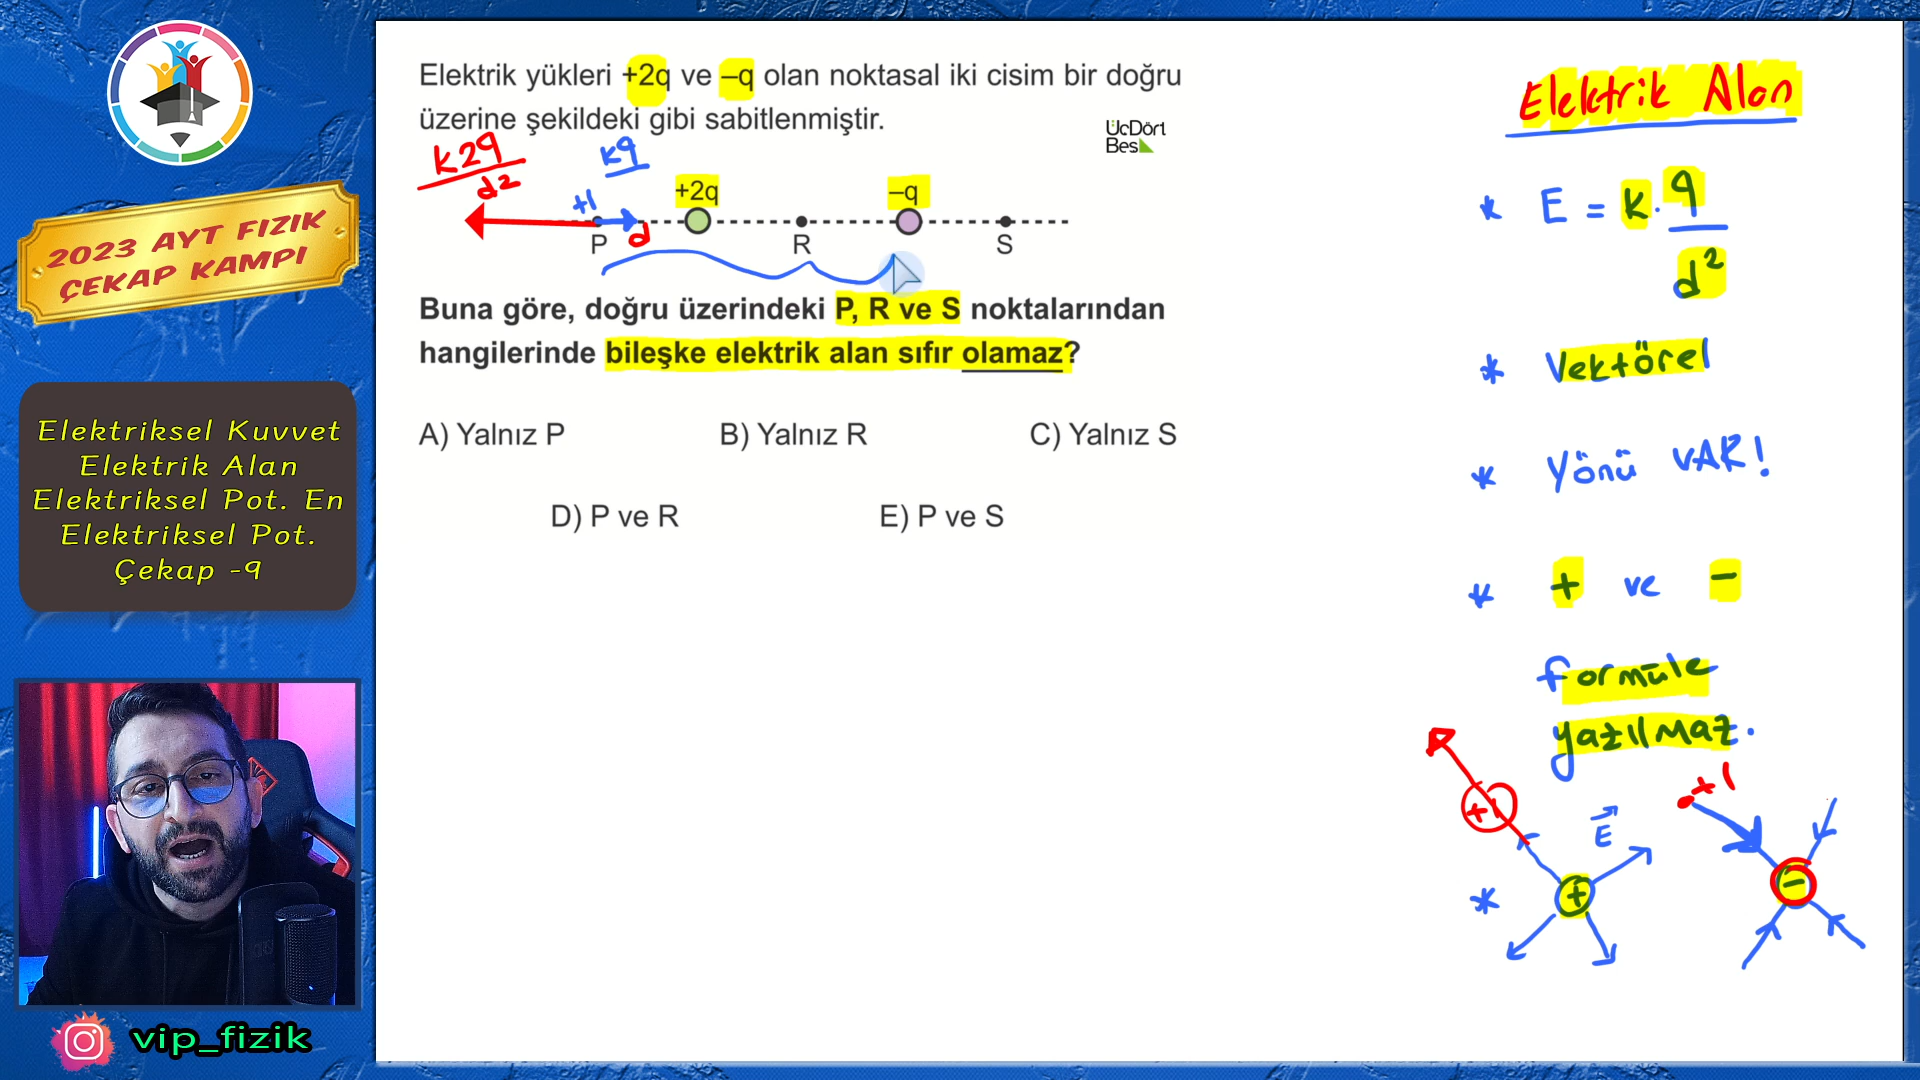 2023 AYT FIZIK
ÇEKAP KAMPI
Elektriksel Kuvvet
Elektrik Alan
Elektriksel Pot. En
Elektriksel Pot.
Çekap -9
vip_fizik
Elektrik yükleri +2q ve –q olan noktasal iki cisim bir doğru
üzerine şekildeki gibi sabitlenmiştir.
ÜçDört
Beş
k2q
d2
kq
+1
d
+2q
–q
P
R
S
Buna göre, doğru üzerindeki P, R ve S noktalarından
hangilerinde bileşke elektrik alan sıfır olamaz?
A) Yalnız P
B) Yalnız R
C) Yalnız S
D) P ve R
E) P ve S
Elektrik Alan
* E = k . q
d²
* Vektörel
* Yönü VAR!
* + ve -
formüle
yazılmaz.
+1
+1
E
* +
-